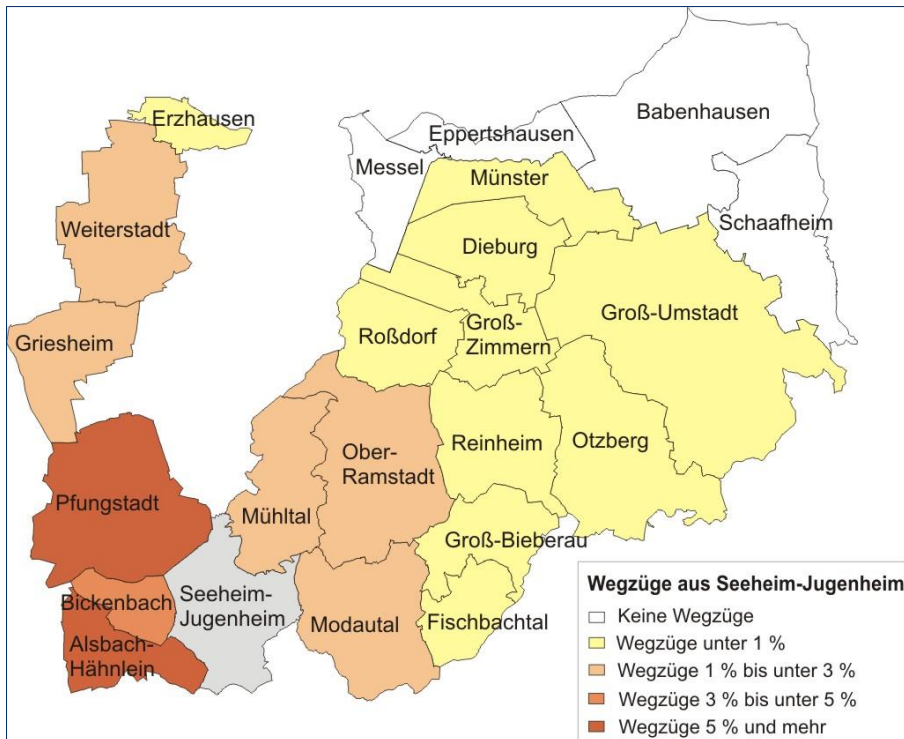 Erzhausen
Babenhausen
Eppertshausen
Messel
Münster
Schaafheim
Weiterstadt
Dieburg
Groß-Umstadt
Griesheim
Roßdorf
Groß-
Zimmern
Ober-
Ramstadt
Reinheim
Otzberg
Pfungstadt
Mühltal
Groß-Bieberau
Bickenbach
Seeheim-
Jugenheim
Modautal
Fischbachtal
Alsbach-
Hähnlein
Wegzüge aus Seeheim-Jugenheim
Keine Wegzüge
Wegzüge unter 1 %
Wegzüge 1 % bis unter 3 %
Wegzüge 3 % bis unter 5 %
Wegzüge 5 % und mehr